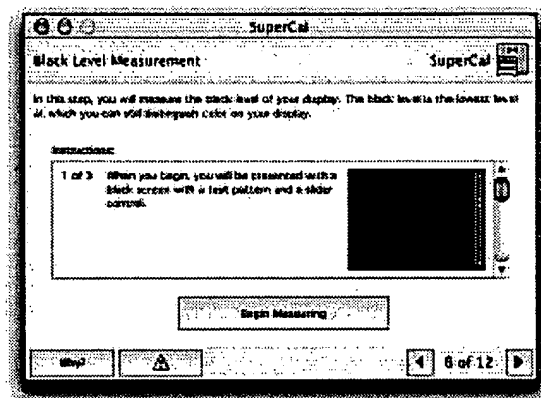 SuperCal
Black Level Measurement
SuperCal
In this step, you will measure the black level of your display. The black level is the lowest level
at which you can still distinguish color on your display.
Instructions:
1 of 3 When you begin, you will be presented with a
black screen with a test pattern and a slider
control.
Begin Measuring
Why?
6 of 12